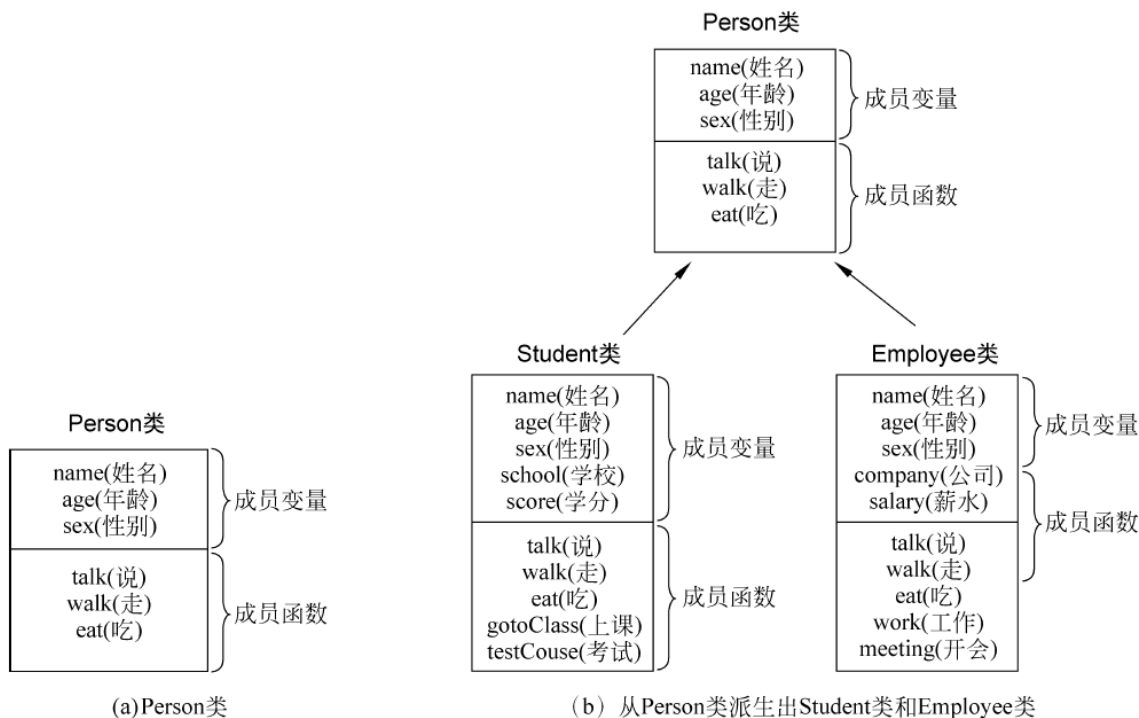 Person类
name(姓名)
age(年龄)
sex(性别)
成员变量
talk(说)
walk(走)
eat(吃)
成员函数
(a)Person类
Person类
name(姓名)
age(年龄)
sex(性别)
成员变量
talk(说)
walk(走)
eat(吃)
成员函数
Student类
name(姓名)
age(年龄)
sex(性别)
school(学校)
score(学分)
成员变量
talk(说)
walk(走)
eat(吃)
gotoClass(上课)
testCouse(考试)
成员函数
Employee类
name(姓名)
age(年龄)
sex(性别)
company(公司)
salary(薪水)
成员变量
talk(说)
walk(走)
eat(吃)
work(工作)
meeting(开会)
成员函数
（b）从Person类派生出Student类和Employee类